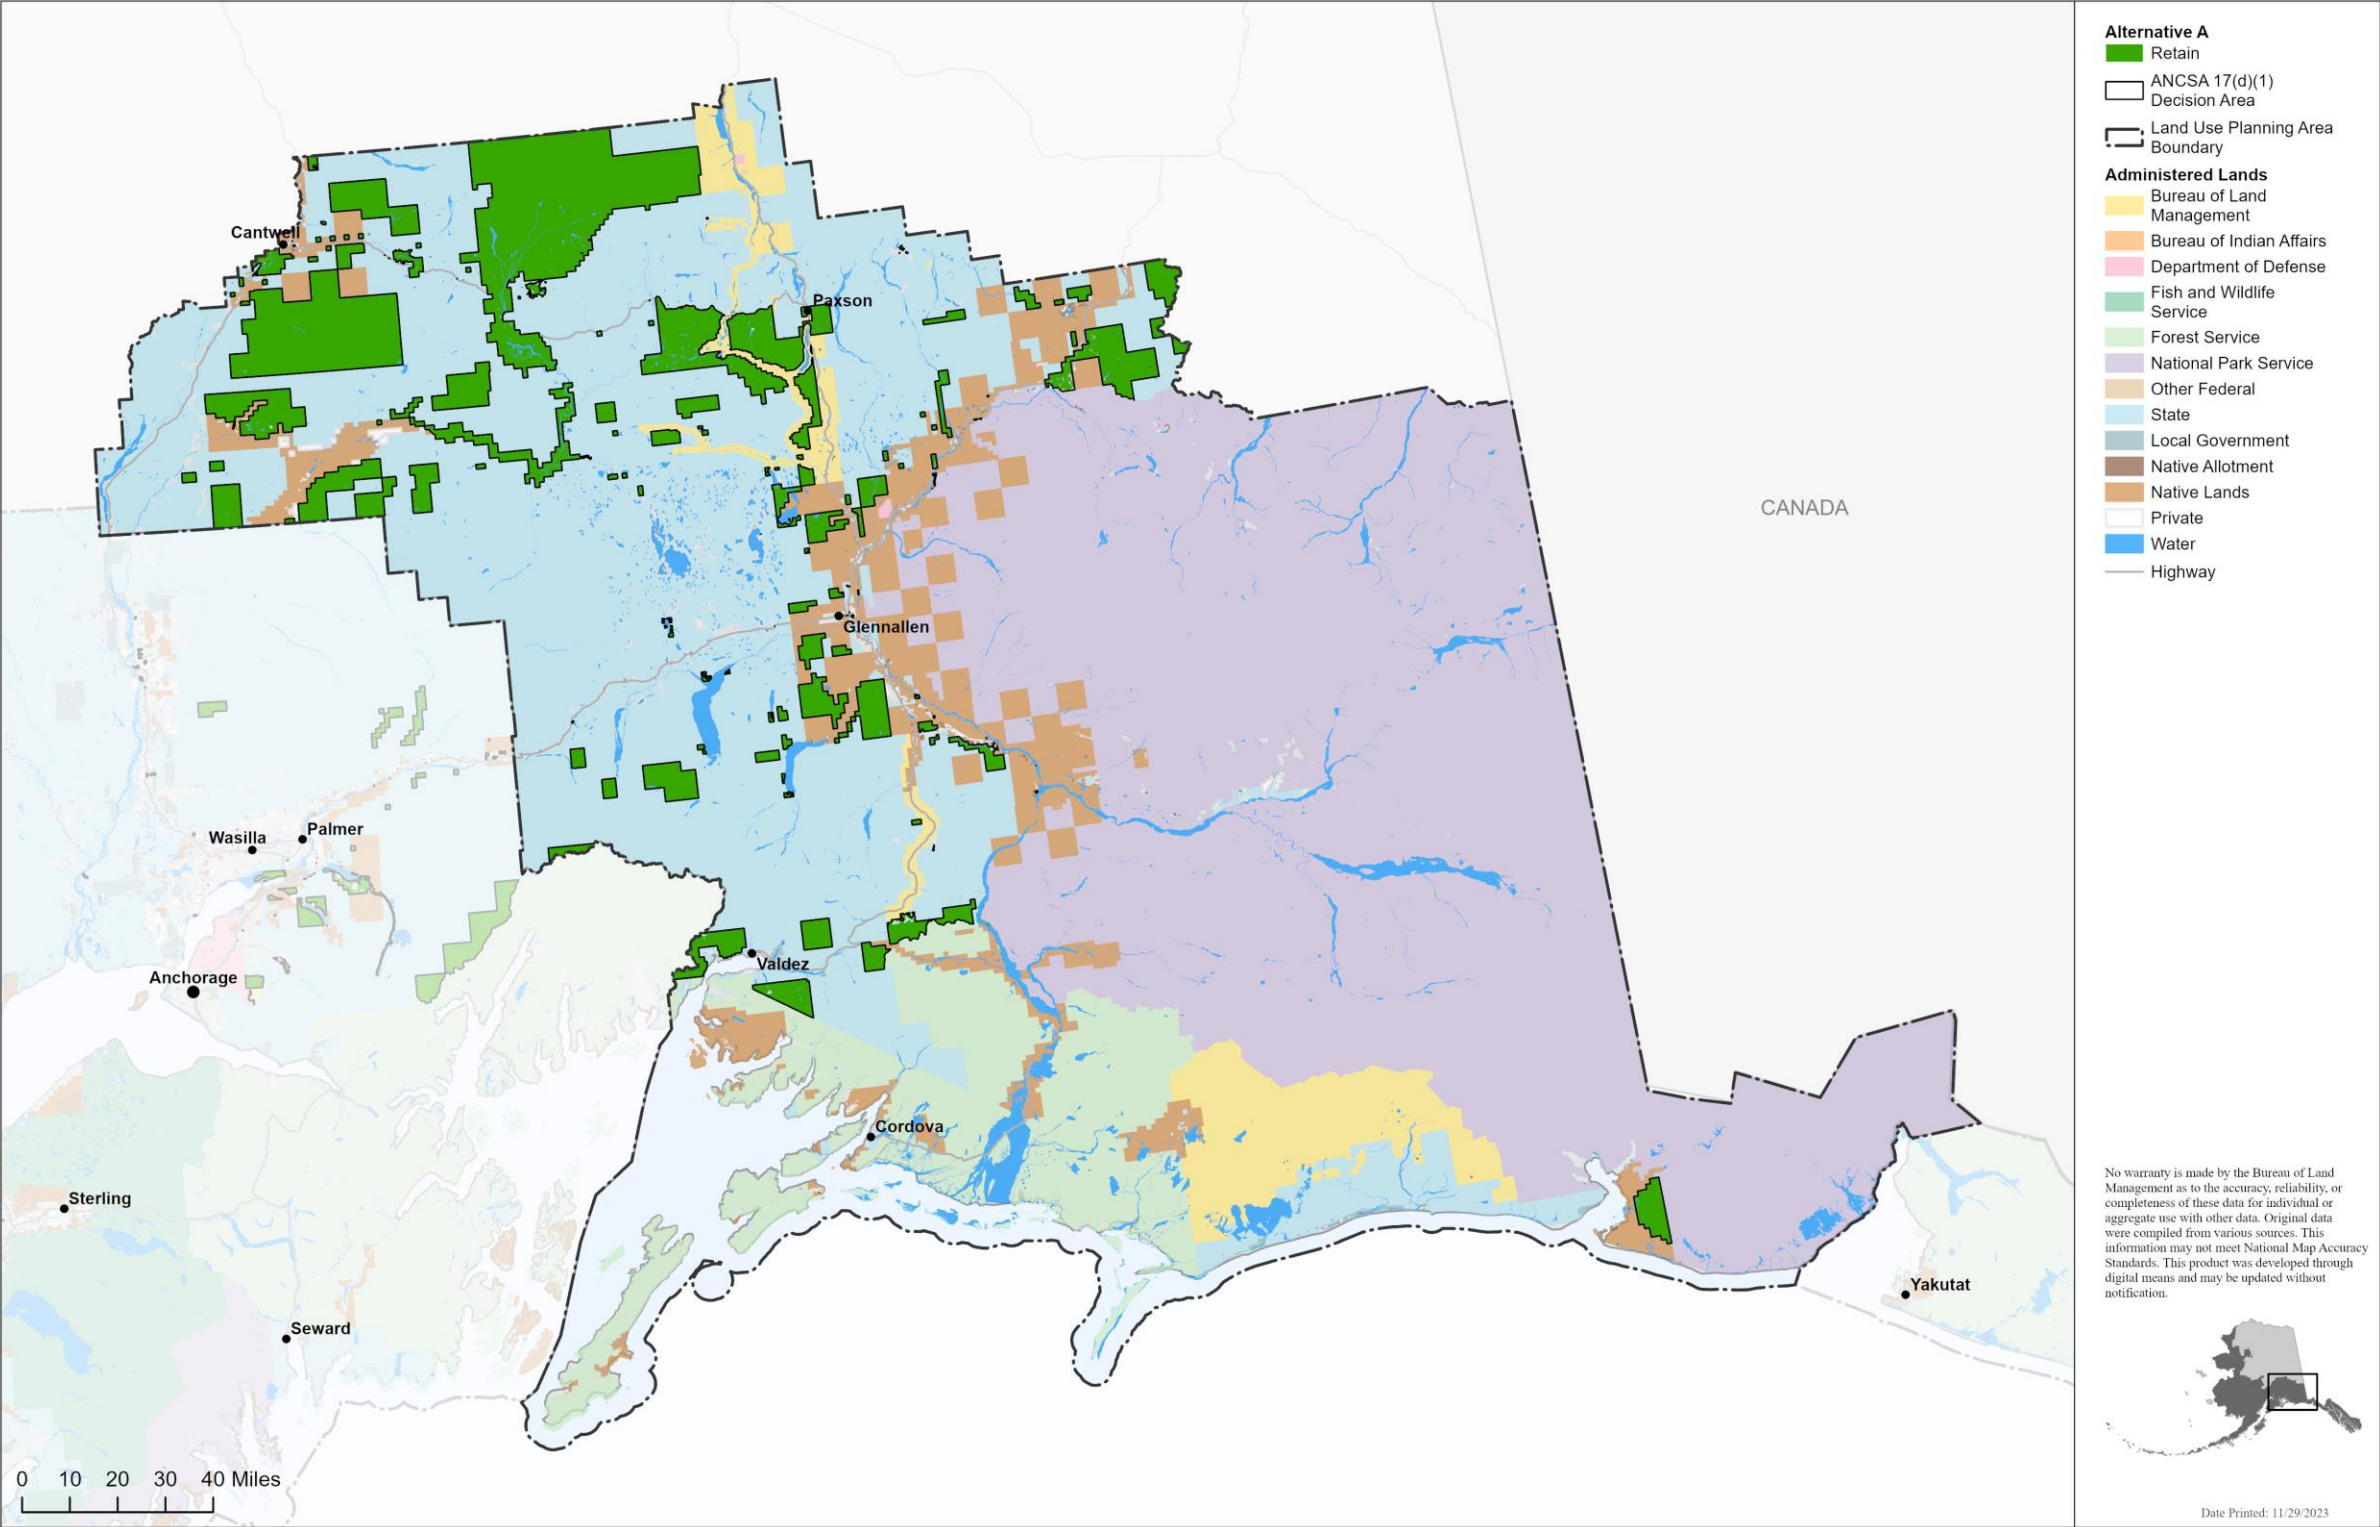 Cantwell
Paxson
CANADA
Glennallen
Wasilla
Palmer
Anchorage
Valdez
Cordova
Sterling
Seward
Yakutat
0 10 20 30 40 Miles
Alternative A
Retain
ANCSA 17(d)(1)
Decision Area
Land Use Planning Area
Boundary
Administered Lands
Bureau of Land
Management
Bureau of Indian Affairs
Department of Defense
Fish and Wildlife
Service
Forest Service
National Park Service
Other Federal
State
Local Government
Native Allotment
Native Lands
Private
Water
Highway
No warranty is made by the Bureau of Land
Management as to the accuracy, reliability, or
completeness of these data for individual or
aggregate use with other data. Original data
were compiled from various sources. This
information may not meet National Map Accuracy
Standards. This product was developed through
digital means and may be updated without
notification.
Date Printed: 11/29/2023